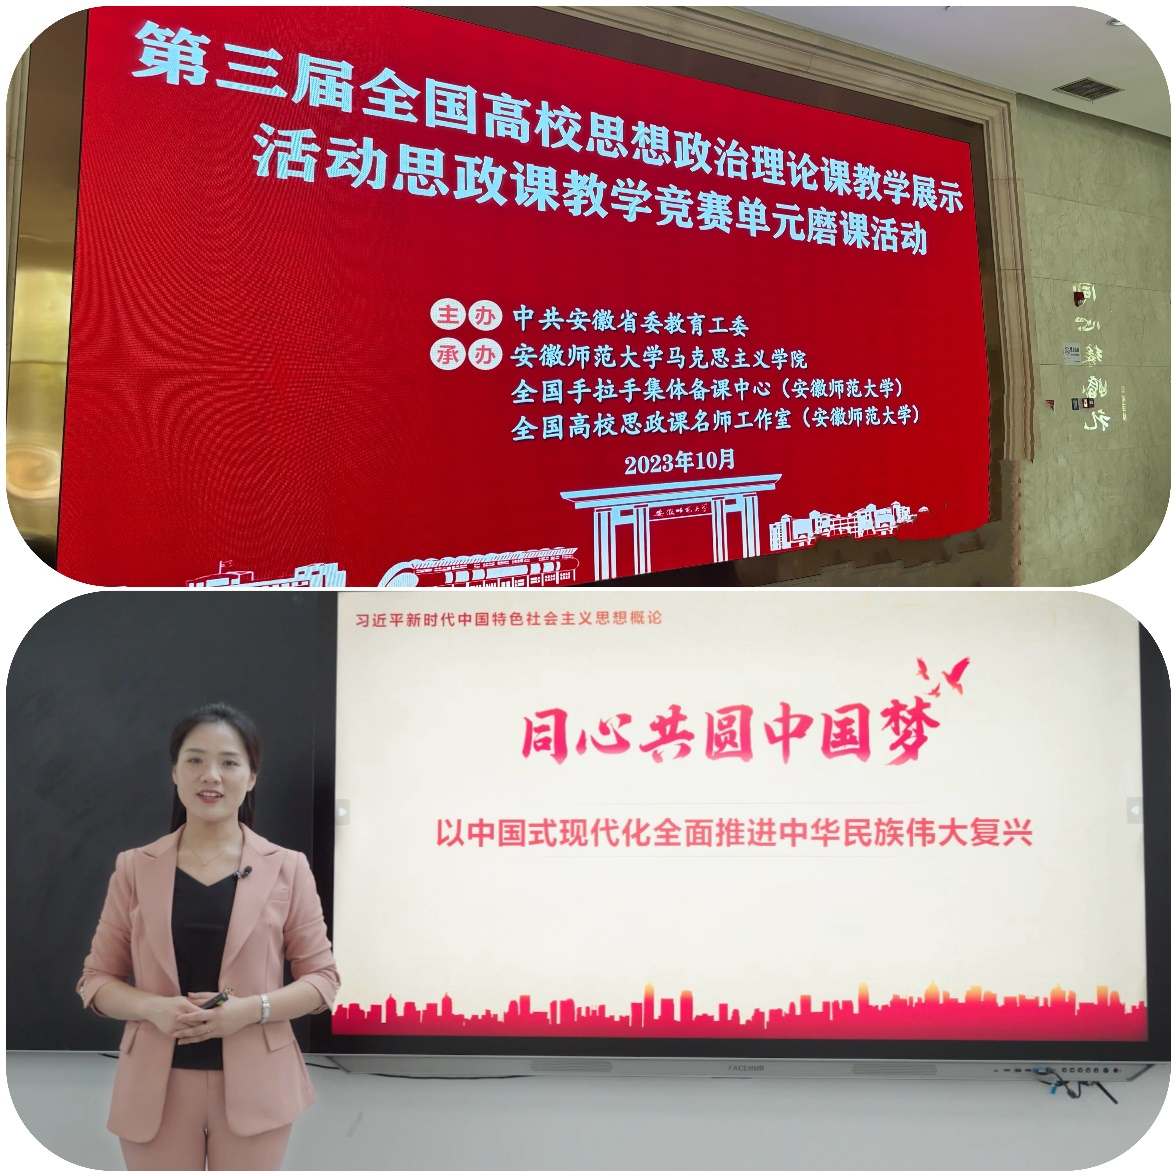 第三届全国高校思想政治理论课教学展示
活动思政课教学竞赛单元磨课活动
主办 中共安徽省委教育工委
承办 安徽师范大学马克思主义学院
全国手拉手集体备课中心（安徽师范大学）
全国高校思政课名师工作室（安徽师范大学）
2023年10月
安徽师范大学
习近平新时代中国特色社会主义思想概论
同心共圆中国梦
以中国式现代化全面推进中华民族伟大复兴